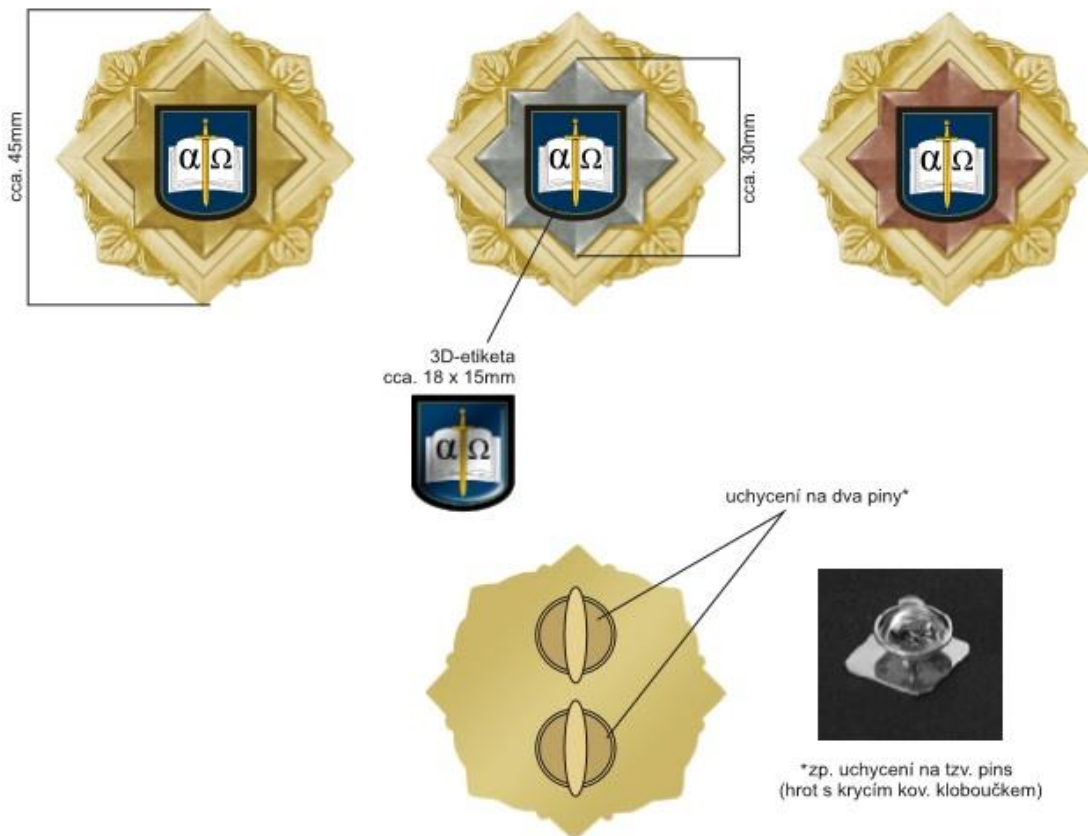 cca. 45mm
αΩ
αΩ
cca. 30mm
αΩ
3D-etiketa
cca. 18 x 15mm
αΩ
uchycení na dva piny*
*zp. uchycení na tzv. pins
(hrot s krycím kov. kloboučkem)